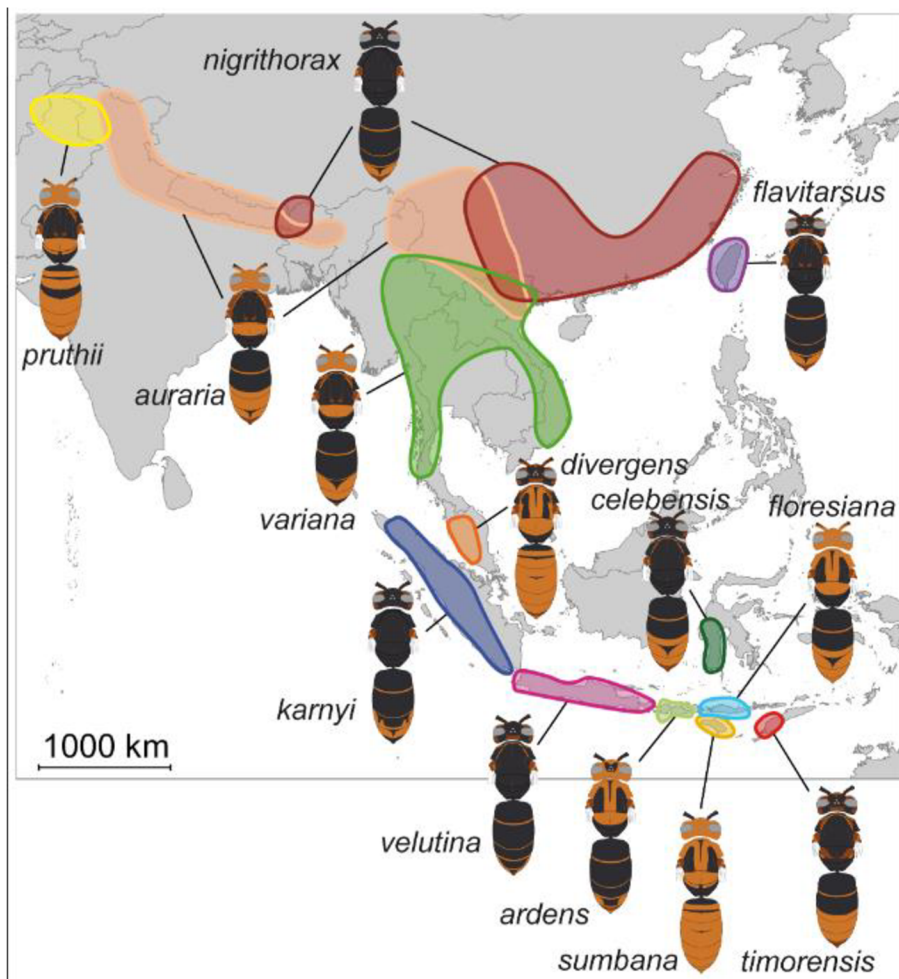 nigrithorax
flavitarsus
pruthii
auraria
variana
divergens
celebensis
floresiana
karnyi
1000 km
velutina
ardens
sumbana
timorensis